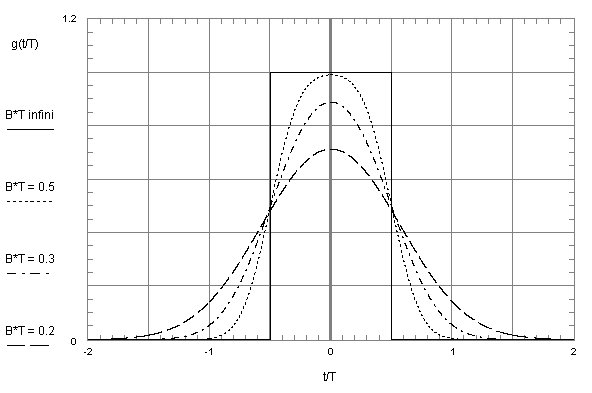 1.2
g(t/T)
B*T infini
B*T = 0.5
B*T = 0.3
B*T = 0.2
0
-2 -1 0 1 2
t/T